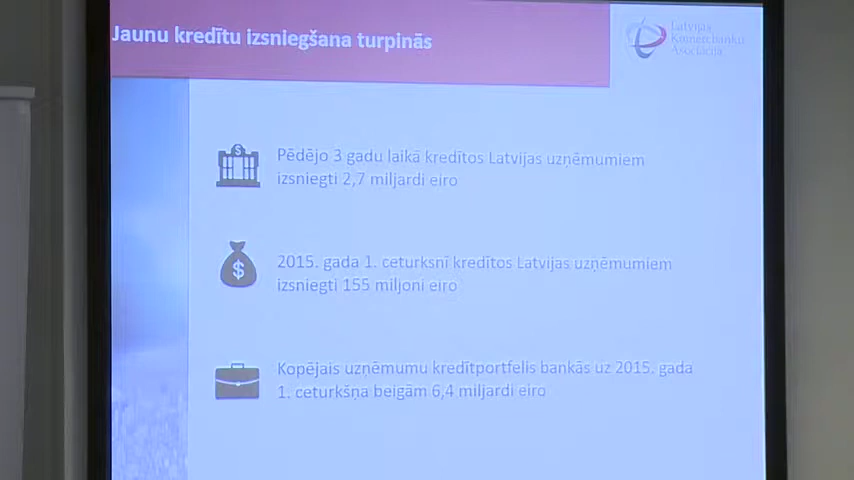 Jaunu kredītu izsniegšana turpinās
Latvijas
Komercbanku
Asociācija
Pēdējo 3 gadu laikā kredītos Latvijas uzņēmumiem
izsniegti 2,7 miljardi eiro
2015. gada 1. ceturksnī kredītos Latvijas uzņēmumiem
izsniegti 155 miljoni eiro
Kopējais uzņēmumu kredītportfelis bankās uz 2015. gada
1. ceturkšņa beigām 6,4 miljardi eiro